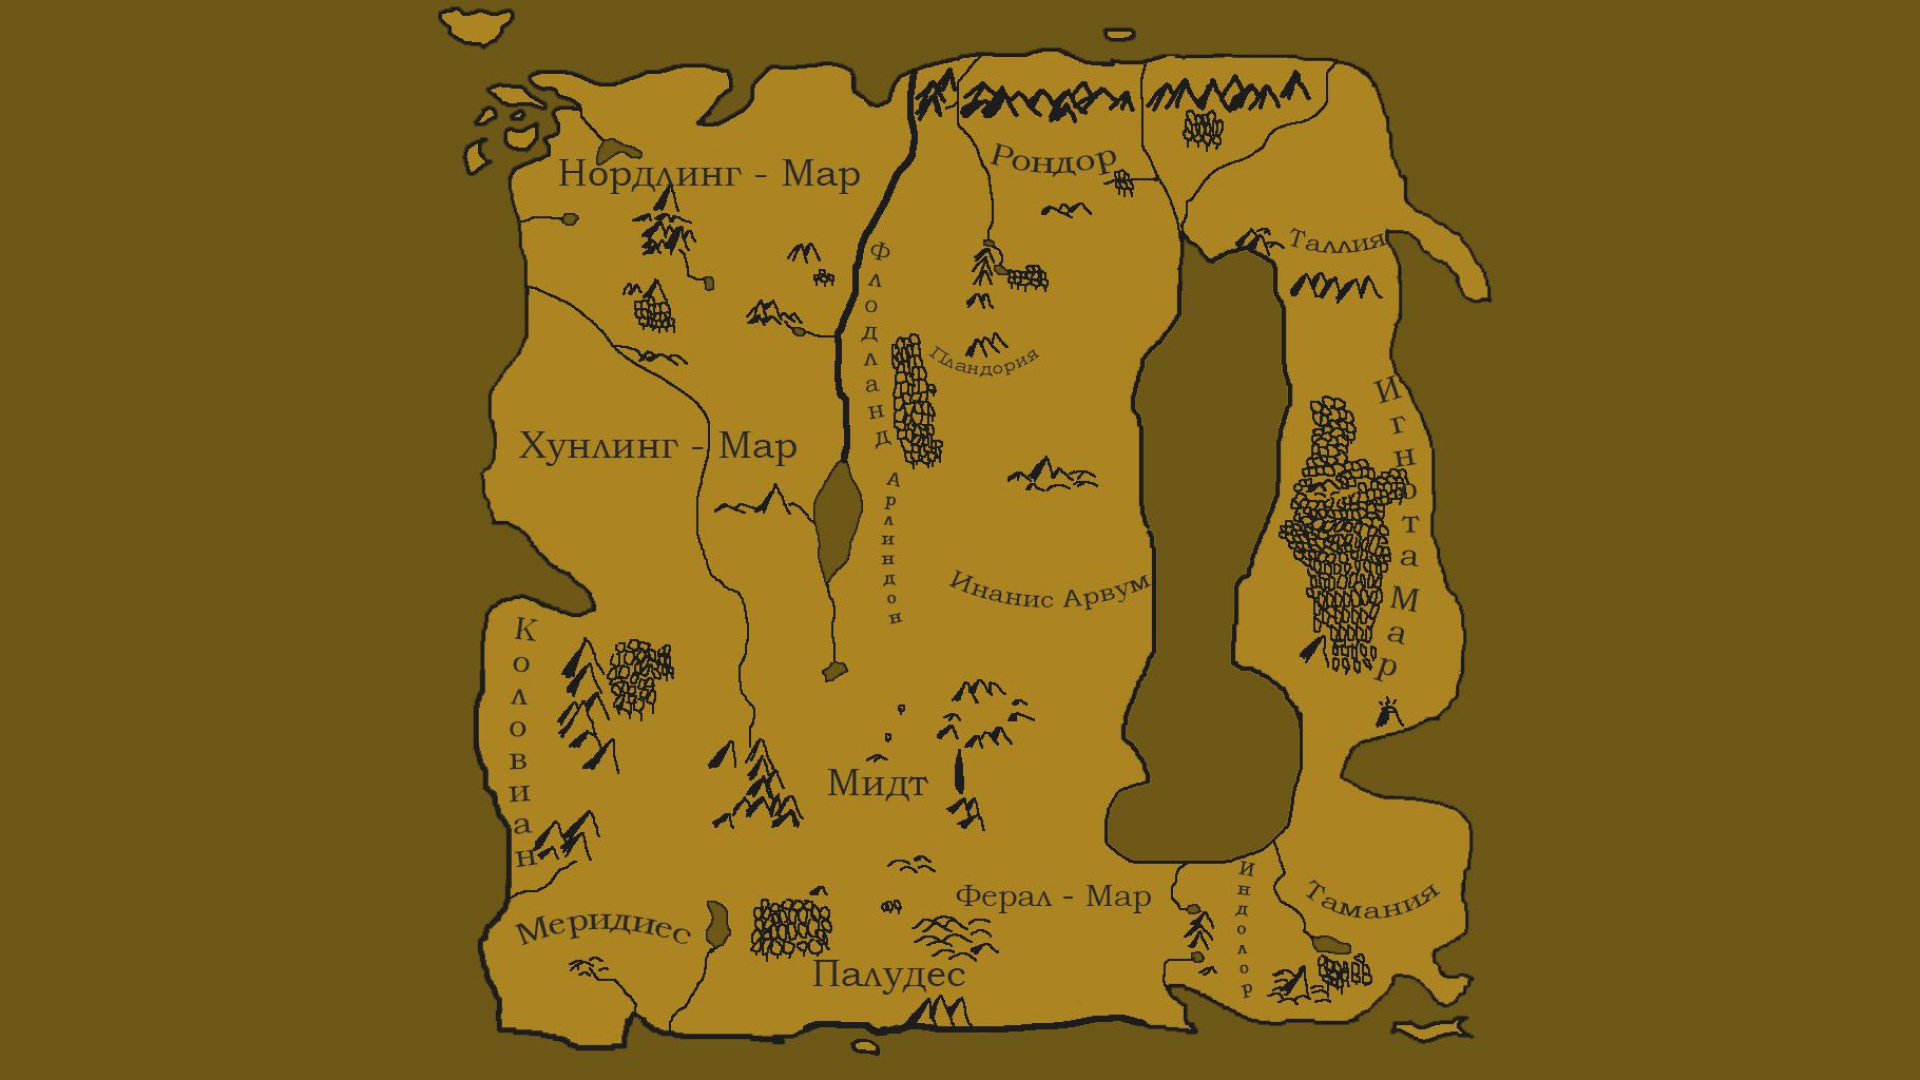 Нордлинг - Мар
Рондор
Таллия
Флодланд
Пландория
Игнота Мар
Хунлинг - Мар
Арлиндон
Инанис Арвум
Коловиан
Мидт
Ферал - Мар
Индолор
Тамания
Меридиес
Палудес